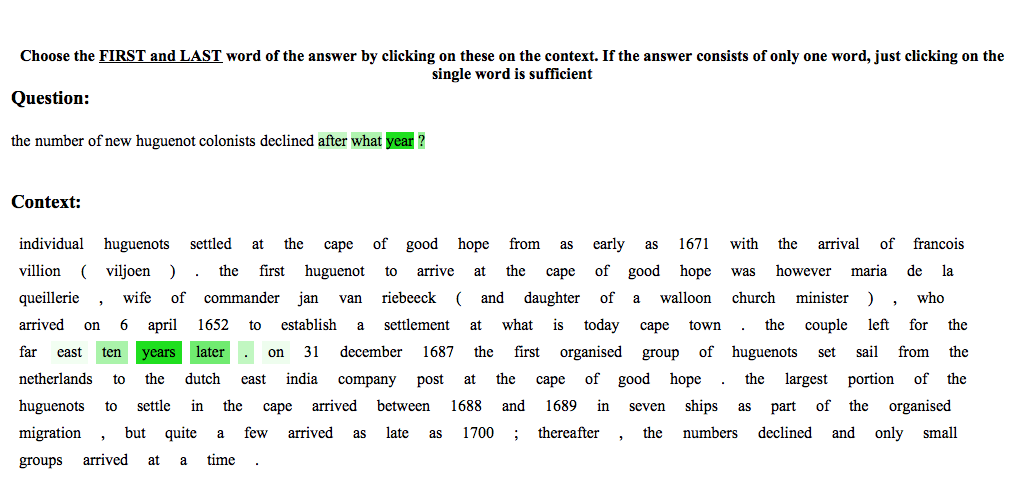 Choose the FIRST and LAST word of the answer by clicking on these on the context. If the answer consists of only one word, just clicking on the
single word is sufficient
Question:
the number of new huguenot colonists declined after what year ?
Context:
individual huguenots settled at the cape of good hope from as early as 1671 with the arrival of francois
villion ( viljoen ) . the first huguenot to arrive at the cape of good hope was however maria de la
queillerie , wife of commander jan van riebeeck ( and daughter of a walloon church minister ) , who
arrived on 6 april 1652 to establish a settlement at what is today cape town . the couple left for the
far east ten years later . on 31 december 1687 the first organised group of huguenots set sail from the
netherlands to the dutch east india company post at the cape of good hope . the largest portion of the
huguenots to settle in the cape arrived between 1688 and 1689 in seven ships as part of the organised
migration , but quite a few arrived as late as 1700 ; thereafter , the numbers declined and only small
groups arrived at a time .